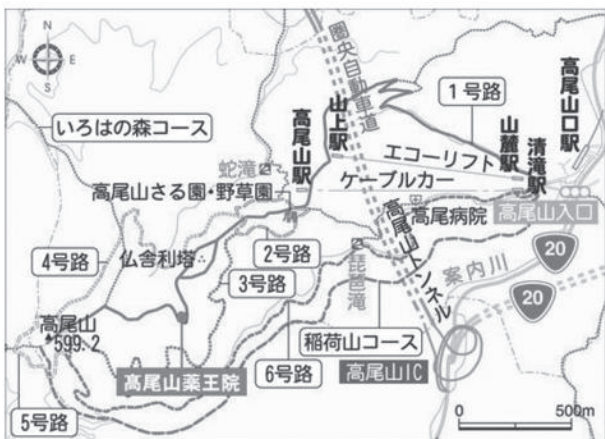 N
W E
S
圏央自動車道
高尾山口駅
1号路
山上駅
山麓駅
清滝駅
いろはの森コース
高尾山駅
エコーリフト
蛇滝
ケーブルカー
高尾山さる園・野草園
高尾病院
高尾山入口
2号路
高尾山トンネル
20
4号路
仏舎利塔
3号路
琵琶滝
案内川
20
高尾山
599.2
稲荷山コース
高尾山薬王院
6号路
高尾山IC
5号路
0 500m